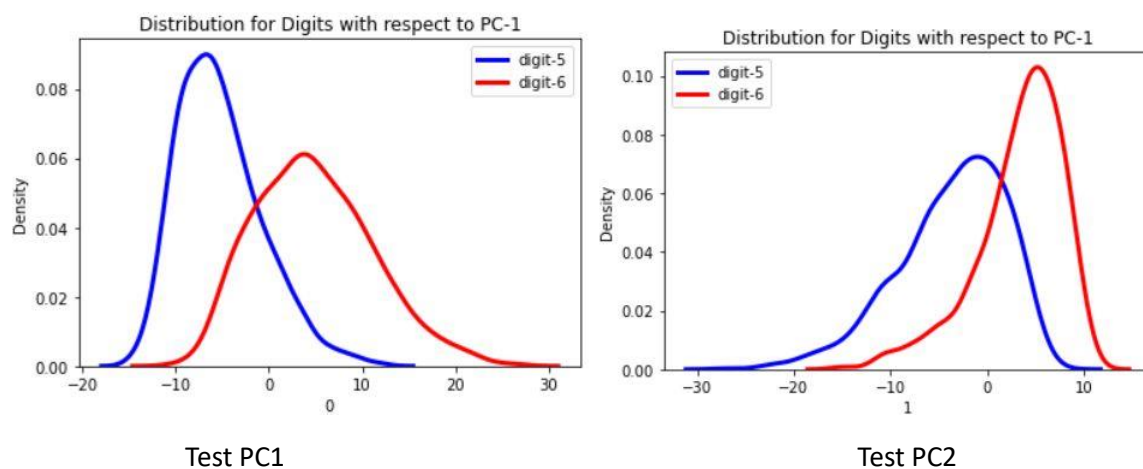 Distribution for Digits with respect to PC-1
digit-5
digit-6
Density
0.08
0.06
0.04
0.02
0.00
-20
-10
0
10
20
30
0
Test PC1
Distribution for Digits with respect to PC-1
digit-5
digit-6
Density
0.10
0.08
0.06
0.04
0.02
0.00
-30
-20
-10
0
10
1
Test PC2